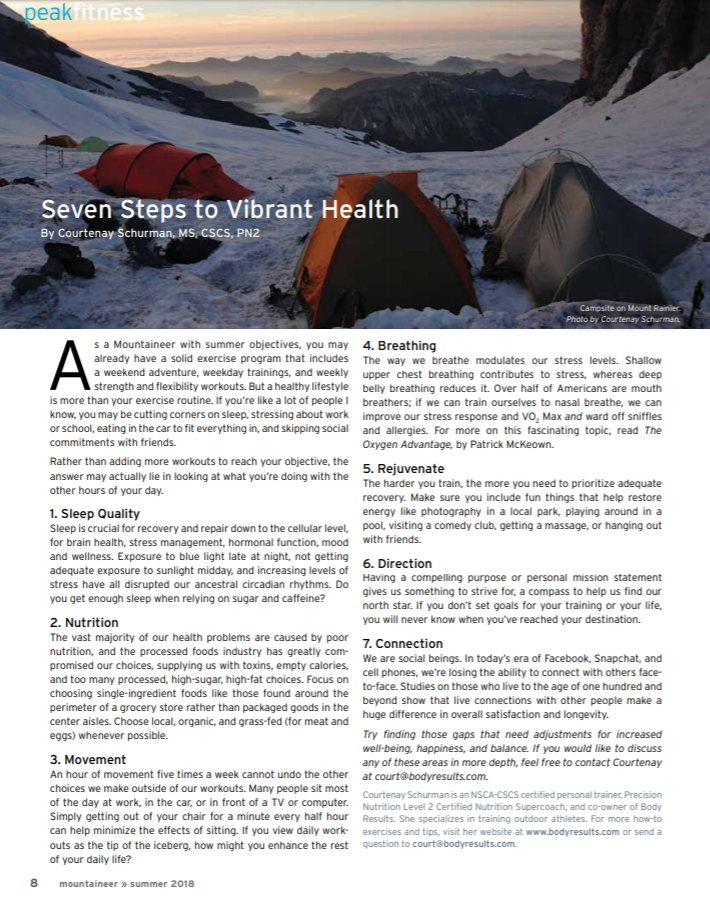 peakfitness
Seven Steps to Vibrant Health
By Courtenay Schurman, MS, CSCS, PN2
Campsite on Mount Rainier.
Photo by Courtenay Schurman.
As a Mountaineer with summer objectives, you may
already have a solid exercise program that includes
a weekend adventure, weekday trainings, and weekly
strength and flexibility workouts. But a healthy lifestyle
is more than your exercise routine. If you're like a lot of people I
know, you may be cutting corners on sleep, stressing about work
or school, eating in the car to fit everything in, and skipping social
commitments with friends.
Rather than adding more workouts to reach your objective, the
answer may actually lie in looking at what you're doing with the
other hours of your day.
1. Sleep Quality
Sleep is crucial for recovery and repair down to the cellular level,
for brain health, stress management, hormonal function, mood
and wellness. Exposure to blue light late at night, not getting
adequate exposure to sunlight midday, and increasing levels of
stress have all disrupted our ancestral circadian rhythms. Do
you get enough sleep when relying on sugar and caffeine?
2. Nutrition
The vast majority of our health problems are caused by poor
nutrition, and the processed foods industry has greatly com-
promised our choices, supplying us with toxins, empty calories,
and too many processed, high-sugar, high-fat choices. Focus on
choosing single-ingredient foods like those found around the
perimeter of a grocery store rather than packaged goods in the
center aisles. Choose local, organic, and grass-fed (for meat and
eggs) whenever possible.
3. Movement
An hour of movement five times a week cannot undo the other
choices we make outside of our workouts. Many people sit most
of the day at work, in the car, or in front of a TV or computer.
Simply getting out of your chair for a minute every half hour
can help minimize the effects of sitting. If you view daily work-
outs as the tip of the iceberg, how might you enhance the rest
of your daily life?
4. Breathing
The way we breathe modulates our stress levels. Shallow
upper chest breathing contributes to stress, whereas deep
belly breathing reduces it. Over half of Americans are mouth
breathers; if we can train ourselves to nasal breathe, we can
improve our stress response and VO₂ Max and ward off sniffles
and allergies. For more on this fascinating topic, read The
Oxygen Advantage, by Patrick McKeown.
5. Rejuvenate
The harder you train, the more you need to prioritize adequate
recovery. Make sure you include fun things that help restore
energy like photography in a local park, playing around in a
pool, visiting a comedy club, getting a massage, or hanging out
with friends.
6. Direction
Having a compelling purpose or personal mission statement
gives us something to strive for, a compass to help us find our
north star. If you don't set goals for your training or your life,
you will never know when you've reached your destination.
7. Connection
We are social beings. In today's era of Facebook, Snapchat, and
cell phones, we're losing the ability to connect with others face-
to-face. Studies on those who live to the age of one hundred and
beyond show that live connections with other people make a
huge difference in overall satisfaction and longevity.
Try finding those gaps that need adjustments for increased
well-being, happiness, and balance. If you would like to discuss
any of these areas in more depth, feel free to contact Courtenay
at court@bodyresults.com.
Courtenay Schurman is an NSCA-CSCS certified personal trainer, Precision
Nutrition Level 2 Certified Nutrition Supercoach, and co-owner of Body
Results. She specializes in training outdoor athletes. For more how-to
exercises and tips, visit her website at www.bodyresults.com or send a
question to court@bodyresults.com.
8 mountaineer » summer 2018